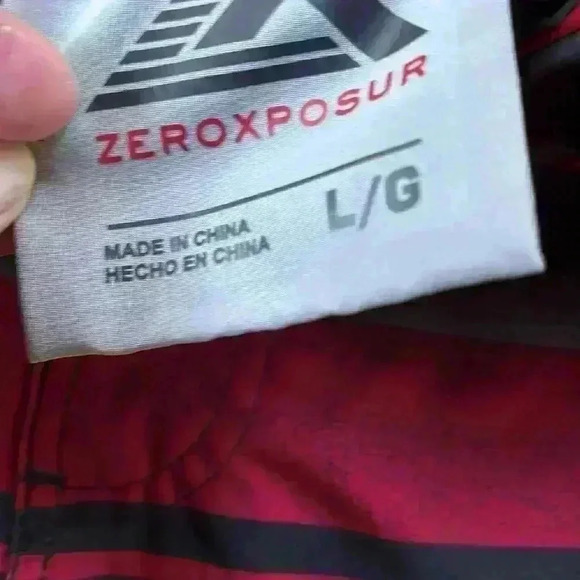 ZEROXPOSUR
L/G
MADE IN CHINA
HECHO EN CHINA